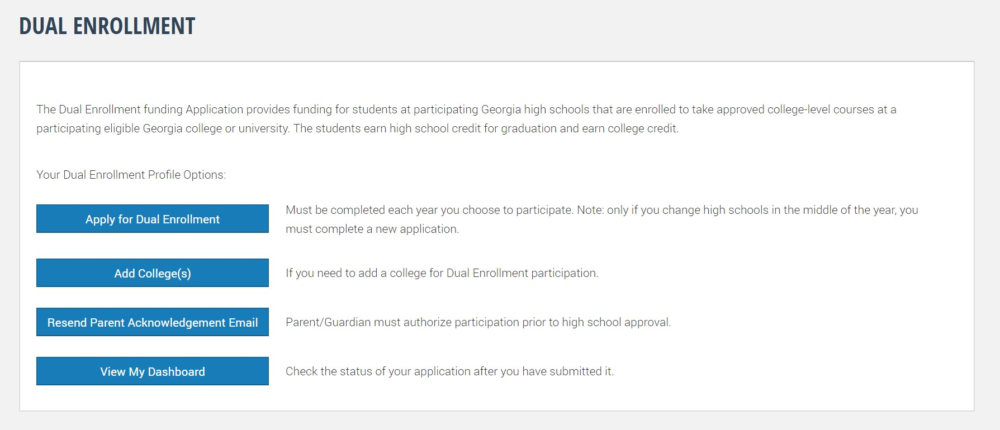 DUAL ENROLLMENT
The Dual Enrollment funding Application provides funding for students at participating Georgia high schools that are enrolled to take approved college-level courses at a
participating eligible Georgia college or university. The students earn high school credit for graduation and earn college credit.
Your Dual Enrollment Profile Options:
Apply for Dual Enrollment
Must be completed each year you choose to participate. Note: only if you change high schools in the middle of the year, you
must complete a new application.
Add College(s)
If you need to add a college for Dual Enrollment participation.
Resend Parent Acknowledgement Email
Parent/Guardian must authorize participation prior to high school approval.
View My Dashboard
Check the status of your application after you have submitted it.